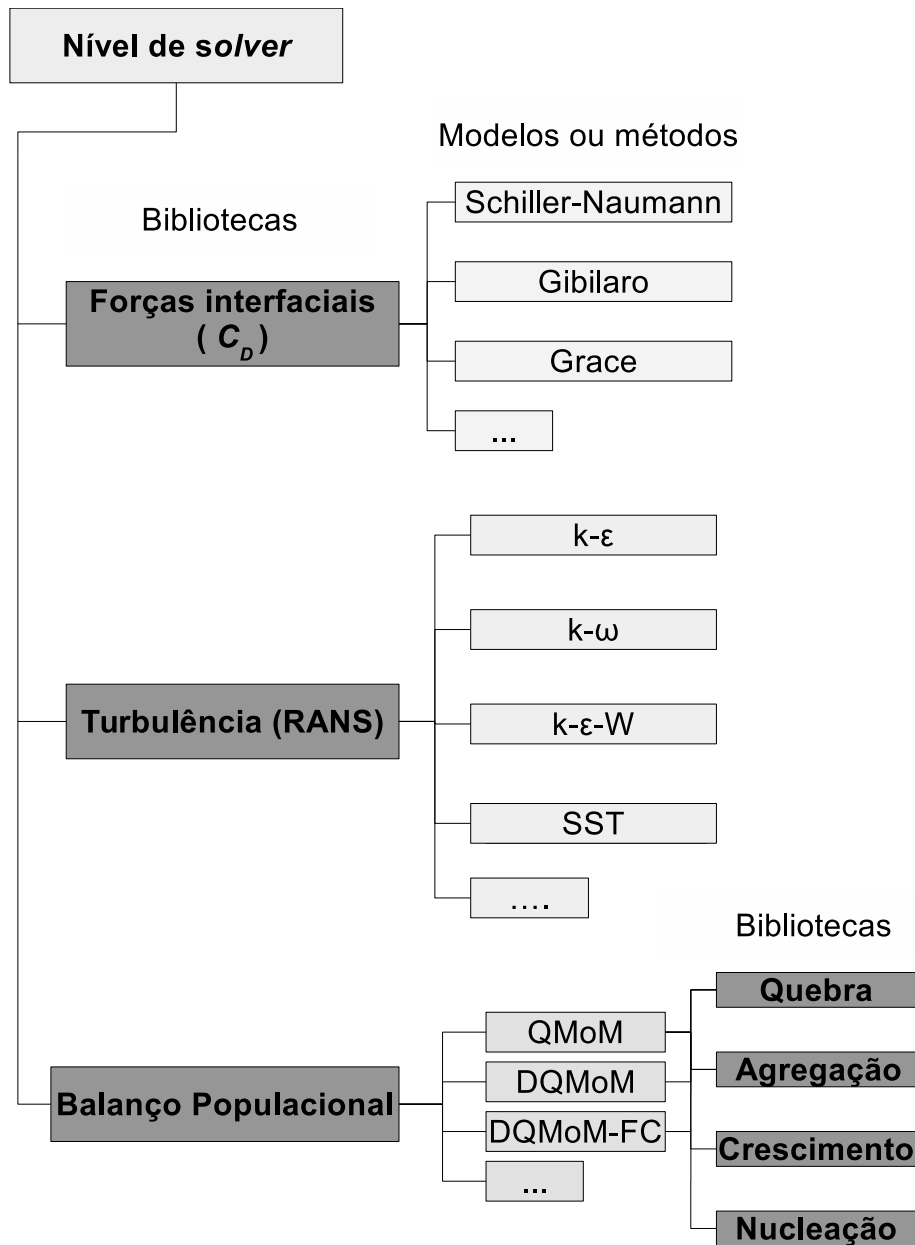 Nível de solver
Modelos ou métodos
Schiller-Naumann
Bibliotecas
Gibilaro
Forças interfaciais
( C_D )
Grace
...
k-ε
k-ω
Turbulência (RANS)
k-ε-W
SST
....
Bibliotecas
Quebra
QMoM
Agregação
DQMoM
Balanço Populacional
DQMoM-FC
Crescimento
...
Nucleação